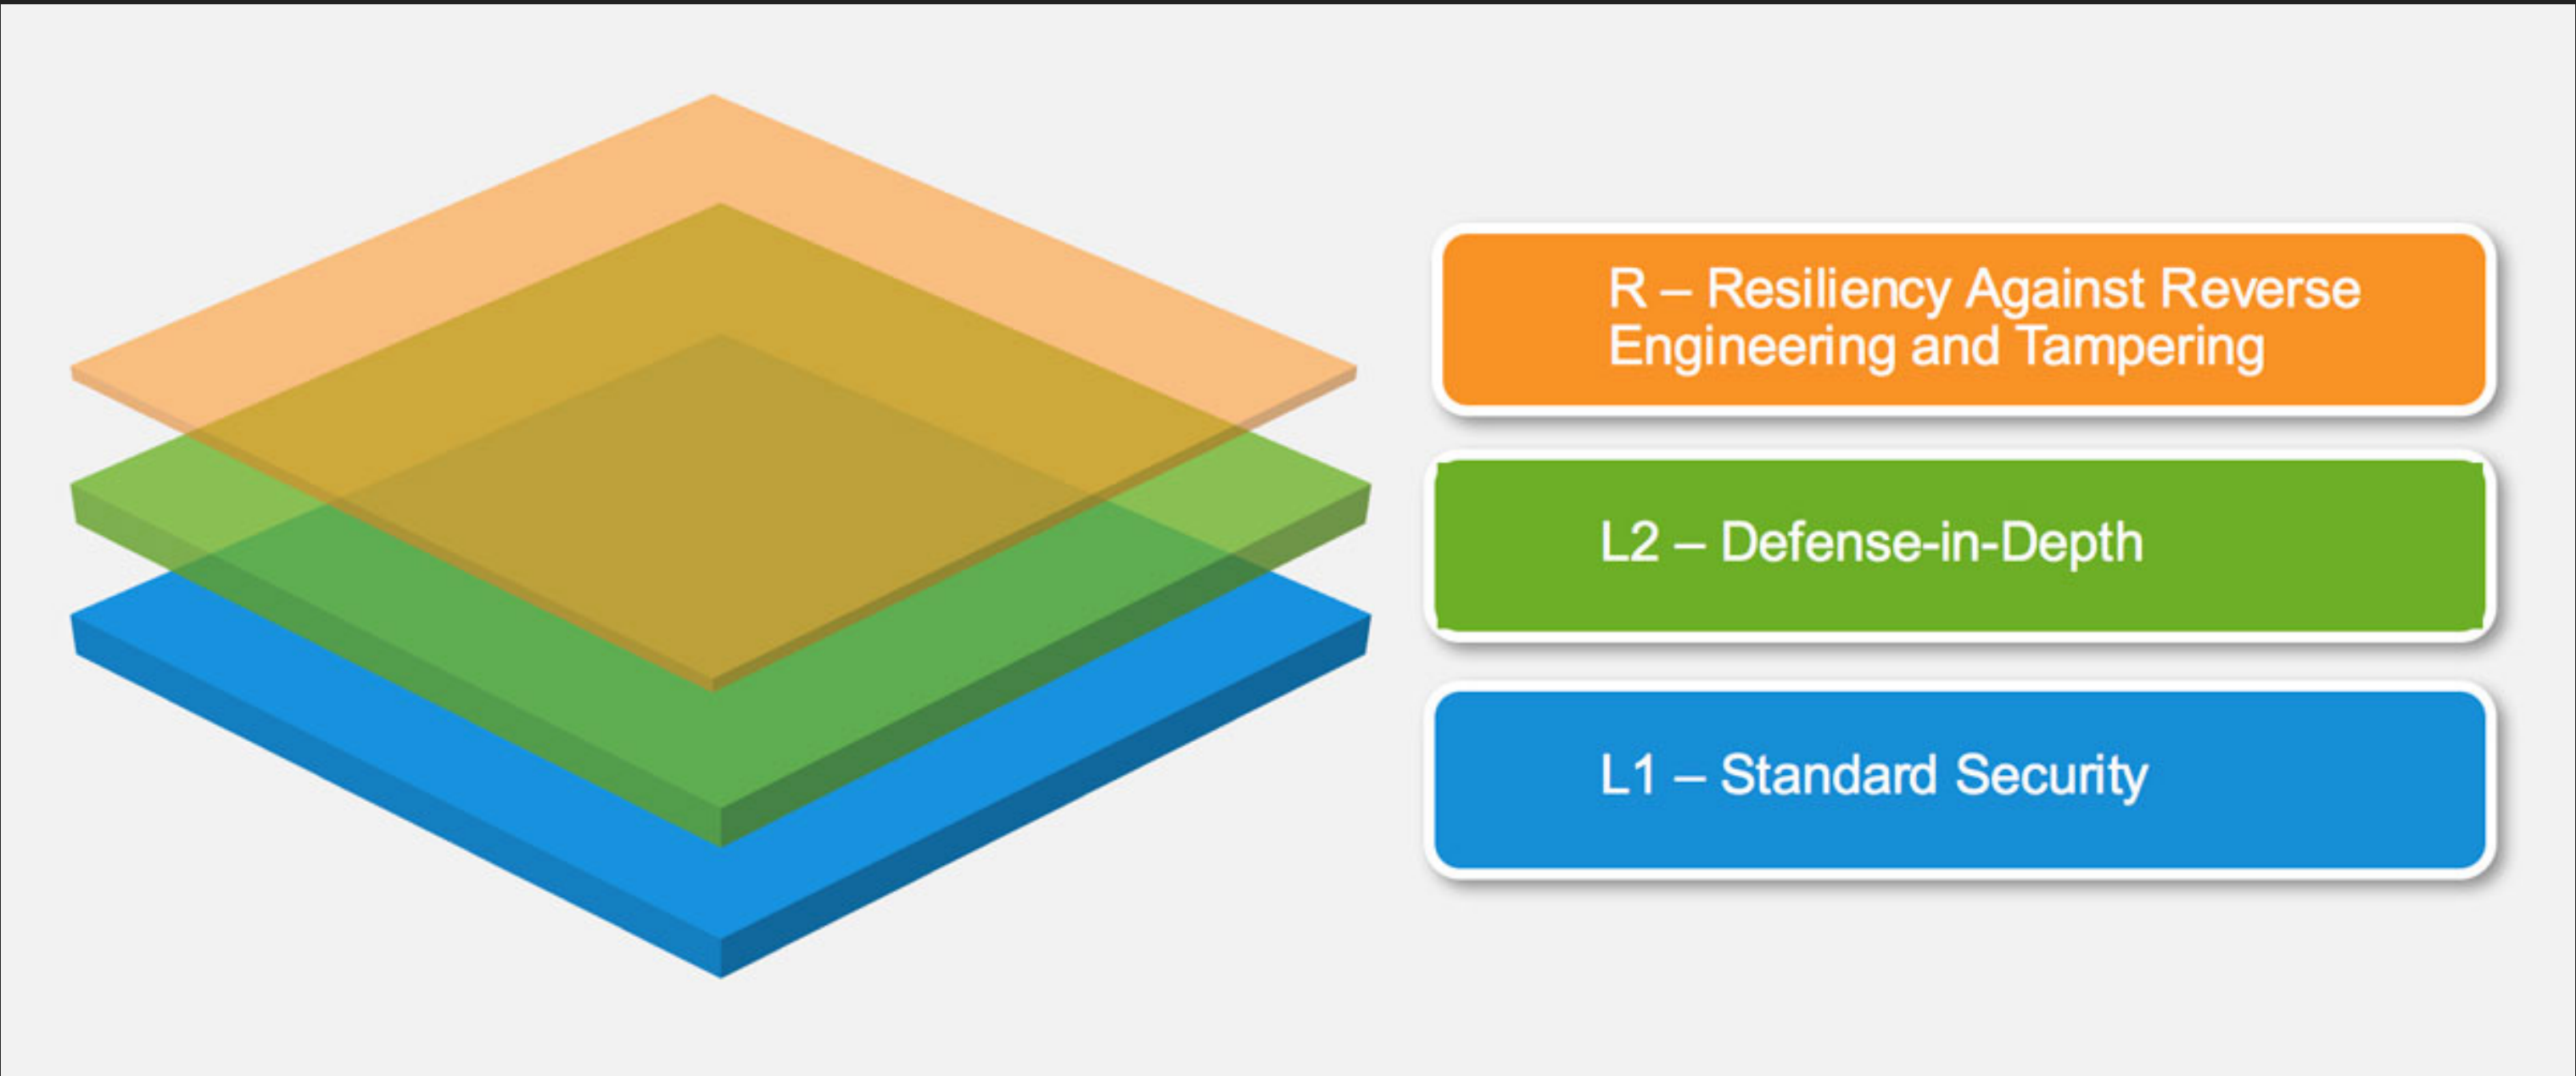 R – Resiliency Against Reverse
Engineering and Tampering
L2 – Defense-in-Depth
L1 – Standard Security